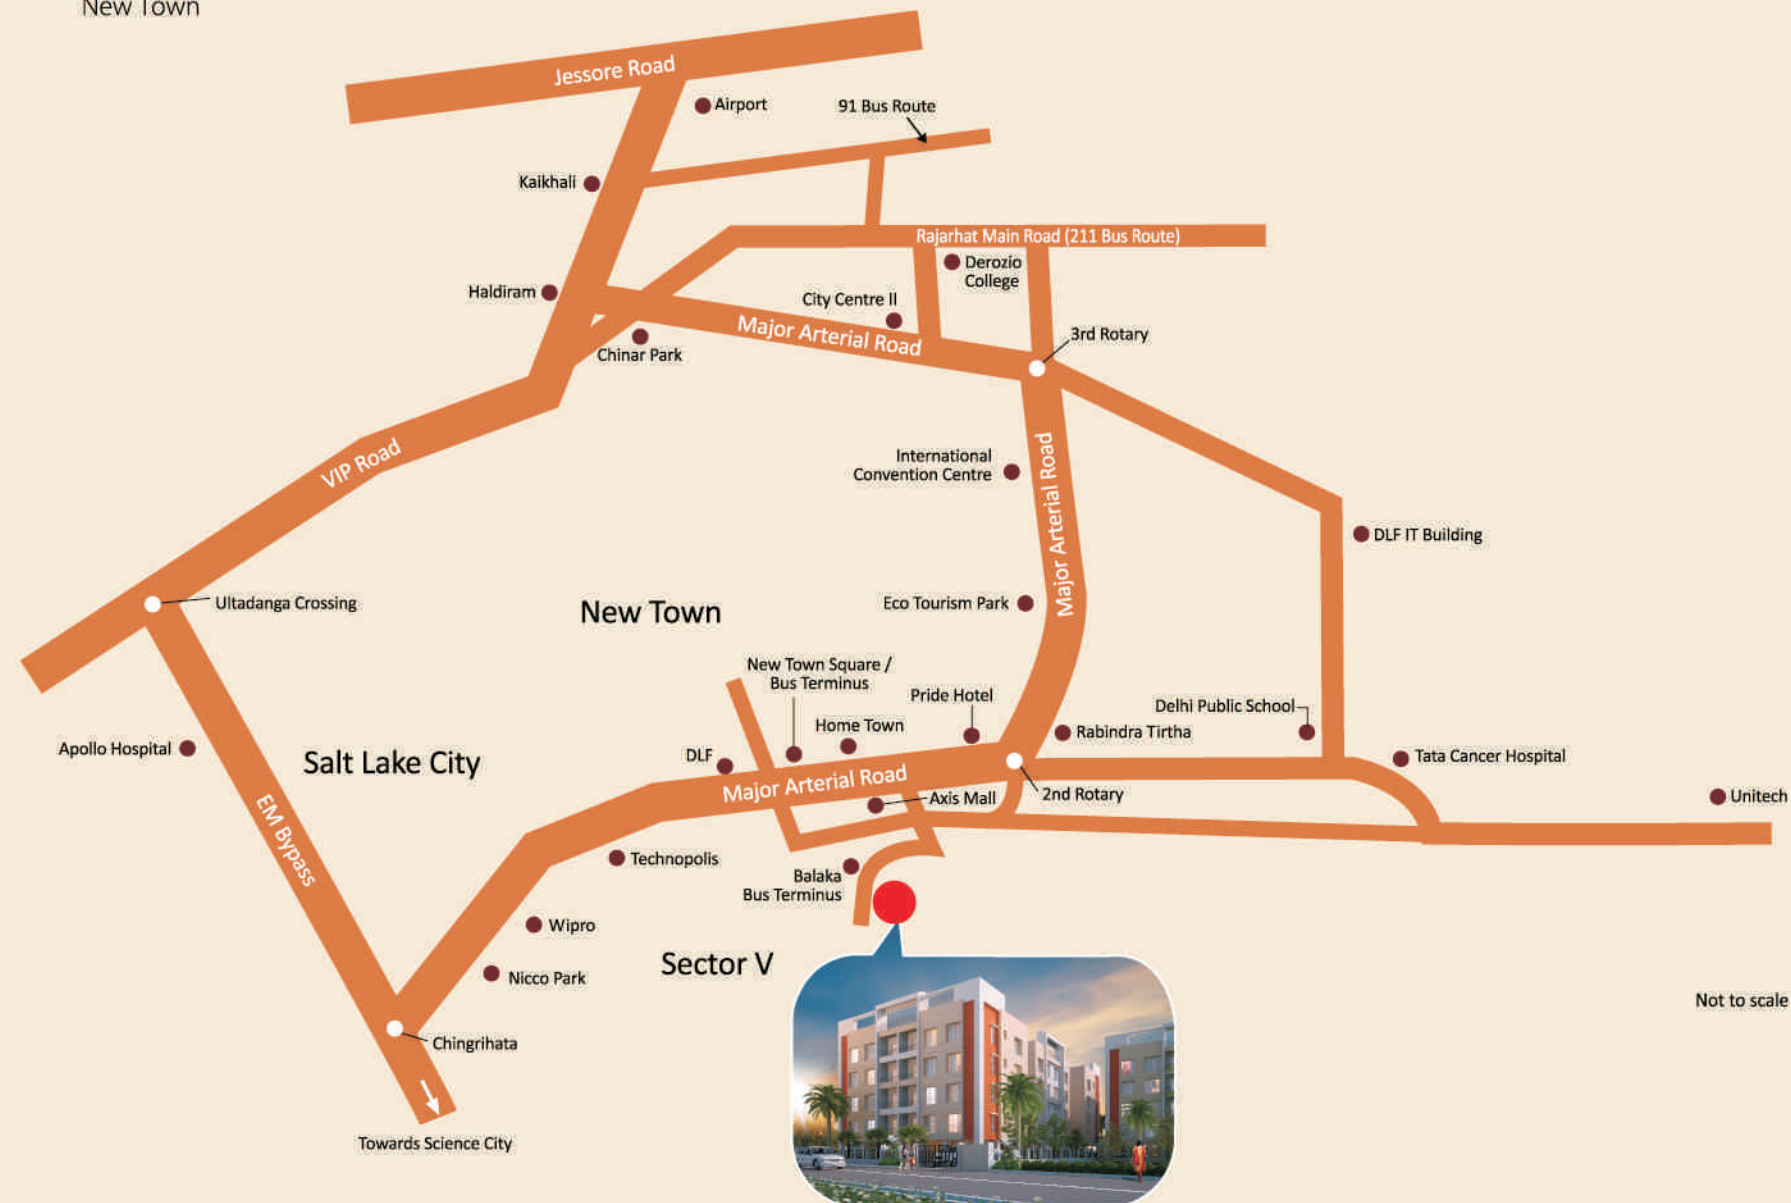 New Town
Jessore Road
Airport
91 Bus Route
Kaikhali
Rajarhat Main Road (211 Bus Route)
Derozio
College
Haldiram
City Centre II
Major Arterial Road
3rd Rotary
Chinar Park
VIP Road
International
Convention Centre
Major Arterial Road
DLF IT Building
Ultadanga Crossing
New Town
Eco Tourism Park
New Town Square /
Bus Terminus
Pride Hotel
Home Town
Delhi Public School
Rabindra Tirtha
Apollo Hospital
Salt Lake City
DLF
Tata Cancer Hospital
Major Arterial Road
Axis Mall
2nd Rotary
Unitech
EM Bypass
Technopolis
Balaka
Bus Terminus
Wipro
Sector V
Nicco Park
Not to scale
Chingrihata
Towards Science City